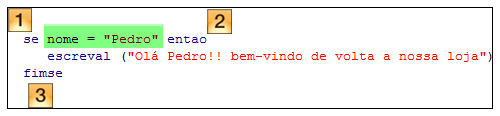 1 2
se nome = "Pedro" entao
escreval ("Olá Pedro!! bem-vindo de volta a nossa loja")
fimse
3